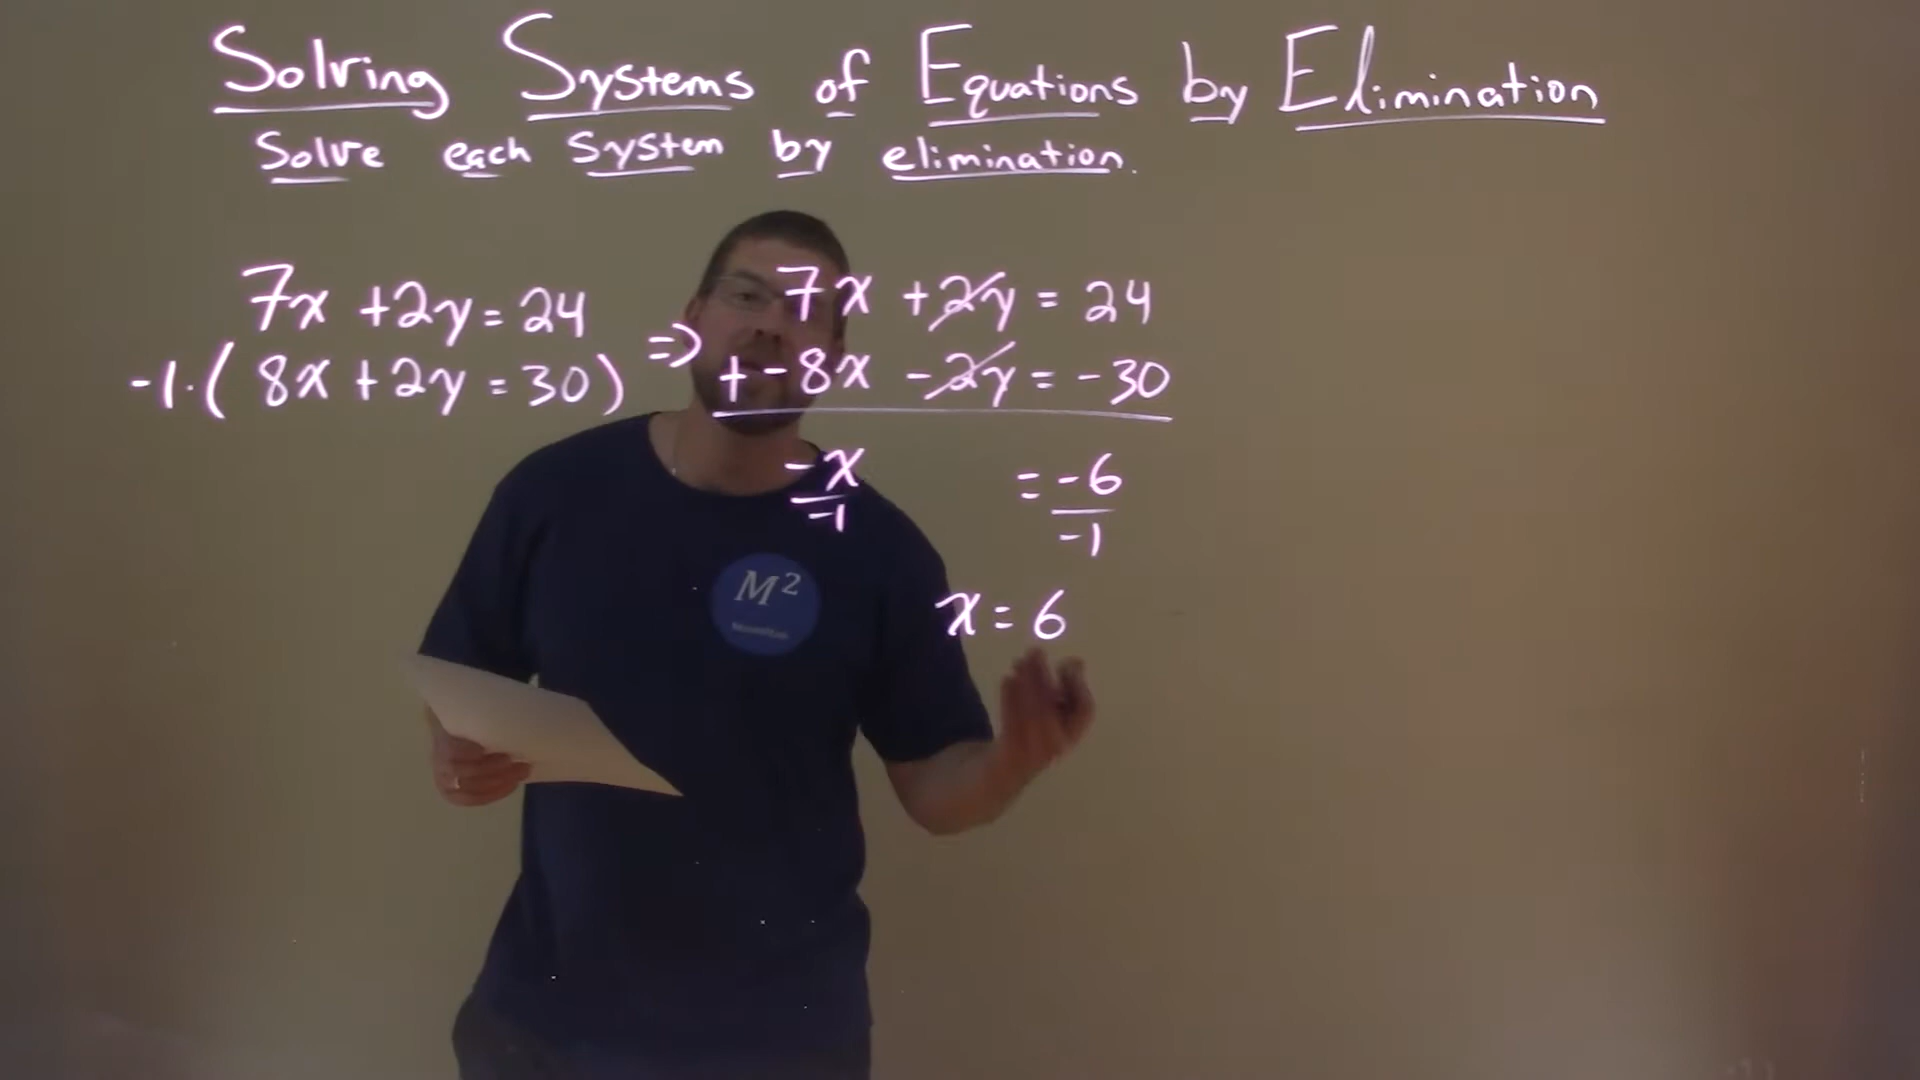 Solving Systems of Equations by Elimination
Solve each system by elimination.
7x + 2y = 24
-1·( 8x + 2y = 30 ) ⇒
7x + 2y = 24
+ -8x - 2y = -30
-x = -6
-1 -1
x = 6
M²